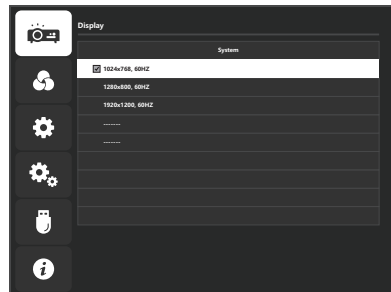 Display
System
1024x768, 60HZ
1280x800, 60HZ
1920x1200, 60HZ
-------
-------
i